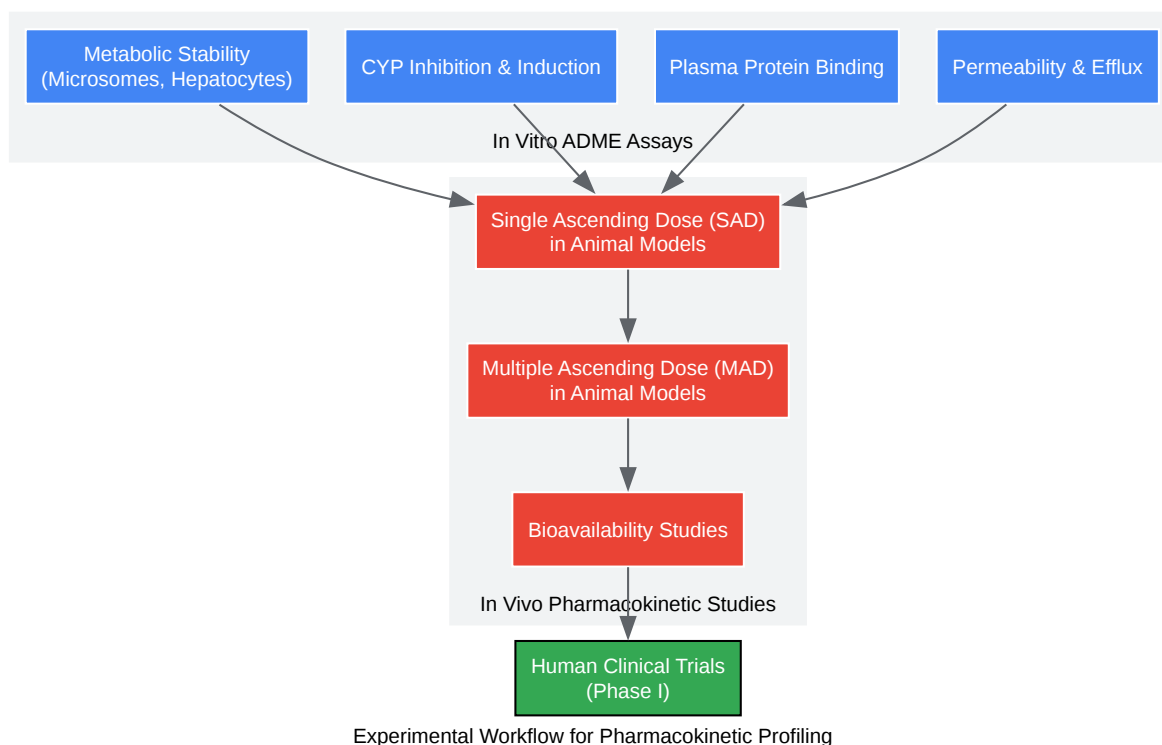 Metabolic Stability
(Microsomes, Hepatocytes)
CYP Inhibition & Induction
Plasma Protein Binding
Permeability & Efflux
In Vitro ADME Assays
Single Ascending Dose (SAD)
in Animal Models
Multiple Ascending Dose (MAD)
in Animal Models
Bioavailability Studies
In Vivo Pharmacokinetic Studies
Human Clinical Trials
(Phase I)
Experimental Workflow for Pharmacokinetic Profiling